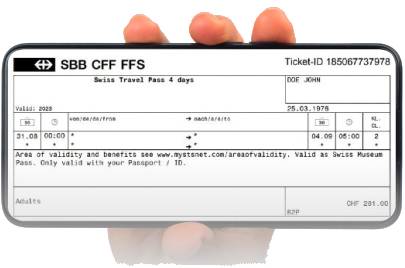 SBB CFF FFS
Ticket-ID 185067737978
Swiss Travel Pass 4 days
DOE JOHN
Valid: 2023
25.03.1978
von/de/da/from → nach/à/a/to
KL.
CL.
31.08 00:00 * → * 04.09 05:00 2
* * * → * * * *
Area of validity and benefits see www.mystsnet.com/areaofvalidity. Valid as Swiss Museum
Pass. Only valid with your Passport / ID.
Adults
CHF 281.00
B2P